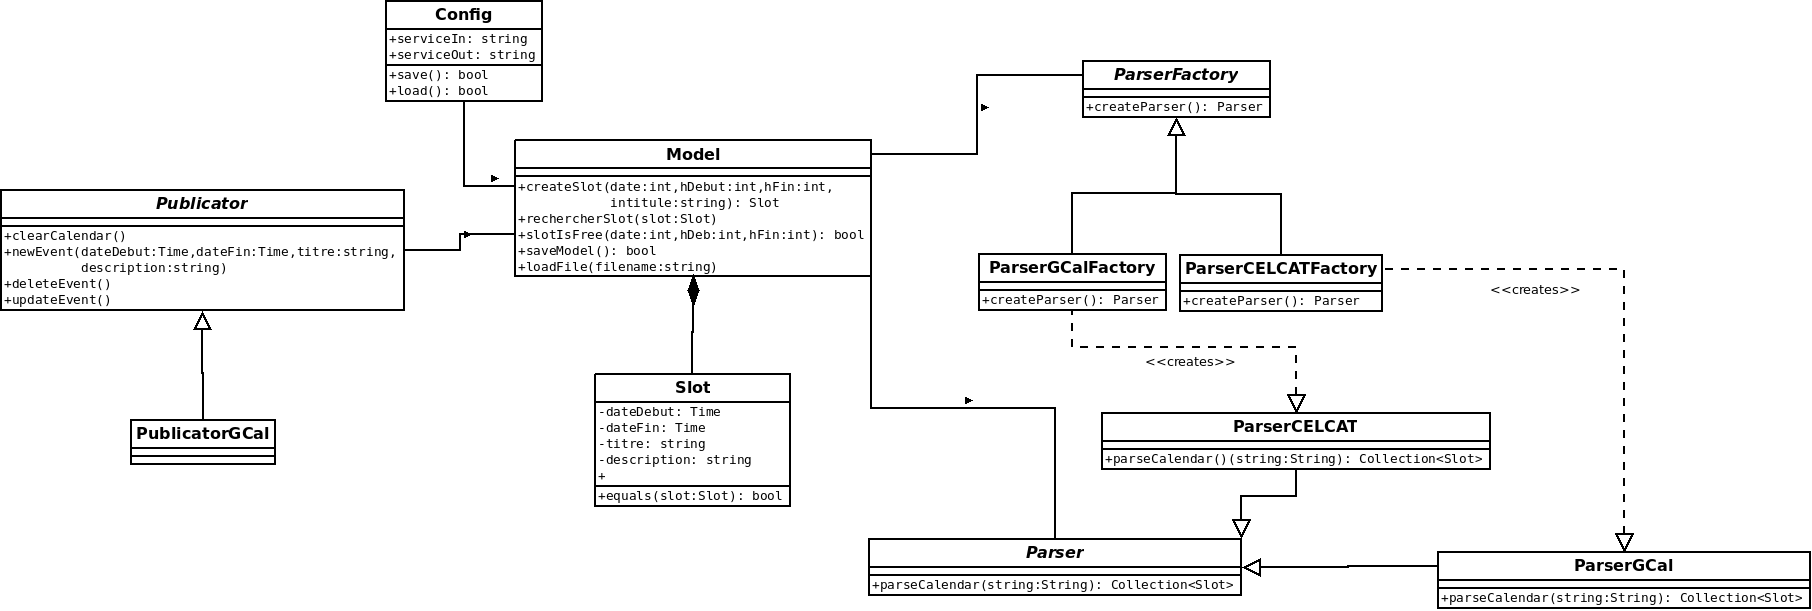 Config
+serviceIn: string
+serviceOut: string
+save(): bool
+load(): bool
ParserFactory
+createParser(): Parser
Model
+createSlot(date:int,hDebut:int,hFin:int,
intitule:string): Slot
+rechercherSlot(slot:Slot)
+slotIsFree(date:int,hDeb:int,hFin:int): bool
+saveModel(): bool
+loadFile(filename:string)
Publicator
+clearCalendar()
+newEvent(dateDebut:Time,dateFin:Time,titre:string,
description:string)
+deleteEvent()
+updateEvent()
ParserGCalFactory
+createParser(): Parser
ParserCELCATFactory
+createParser(): Parser
<<creates>>
<<creates>>
Slot
-dateDebut: Time
-dateFin: Time
-titre: string
-description: string
+
+equals(slot:Slot): bool
PublicatorGCal
ParserCELCAT
+parseCalendar()(string:String): Collection<Slot>
Parser
+parseCalendar(string:String): Collection<Slot>
ParserGCal
+parseCalendar(string:String): Collection<Slot>